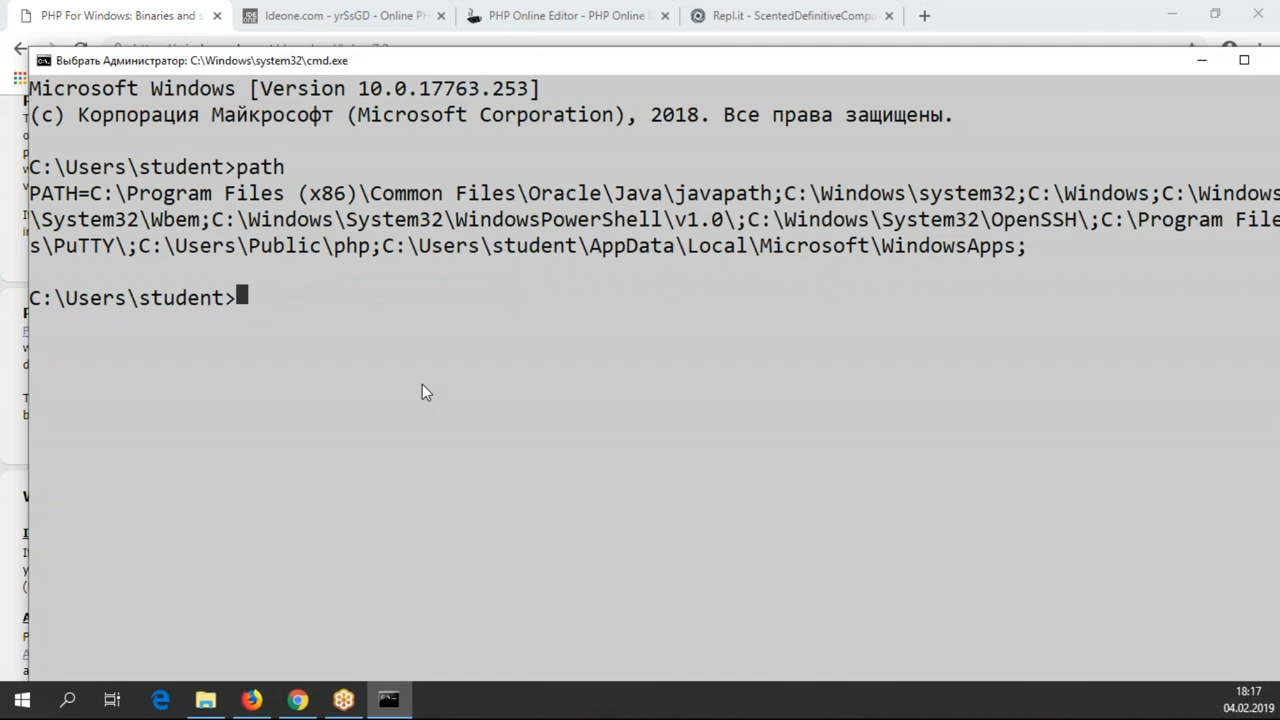 PHP For Windows: Binaries and s
Ideone.com - yrSsGD - Online PH
PHP Online Editor - PHP Online I
Repl.it - ScentedDefinitiveCompu
Выбрать Администратор: C:\Windows\system32\cmd.exe
Microsoft Windows [Version 10.0.17763.253]
(c) Корпорация Майкрософт (Microsoft Corporation), 2018. Все права защищены.
C:\Users\student>path
PATH=C:\Program Files (x86)\Common Files\Oracle\Java\javapath;C:\Windows\system32;C:\Windows;C:\Windows
\System32\Wbem;C:\Windows\System32\WindowsPowerShell\v1.0\;C:\Windows\System32\OpenSSH\;C:\Program File
s\PuTTY\;C:\Users\Public\php;C:\Users\student\AppData\Local\Microsoft\WindowsApps;
C:\Users\student>
18:17
04.02.2019